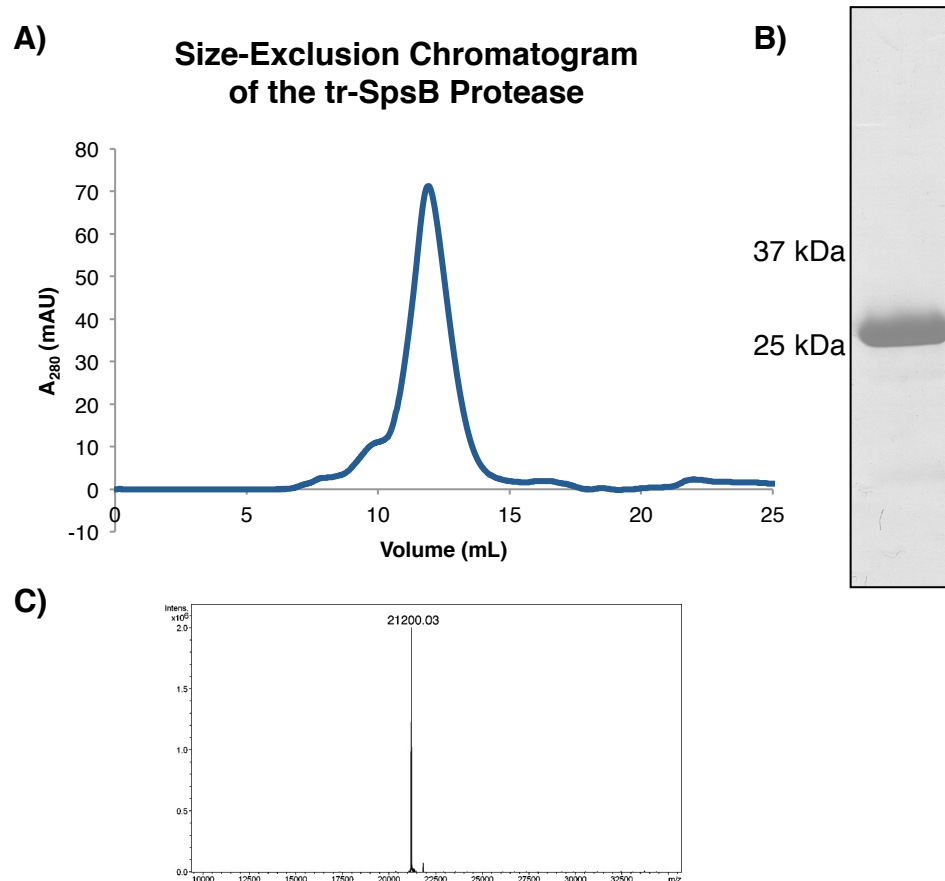 A)
Size-Exclusion Chromatogram
of the tr-SpsB Protease
80
70
60
50
40
30
20
10
0
-10
A280 (mAU)
0 5 10 15 20 25
Volume (mL)
B)
37 kDa
25 kDa
C)
Intens.
x10⁶
2.0
1.5
1.0
0.5
0.0
21200.03
10000 12500 15000 17500 20000 22500 25000 27500 30000 32500 m/z